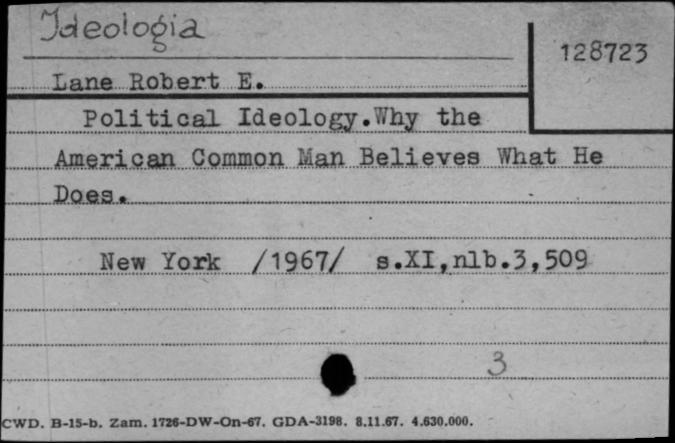 Ideologia
128723
Lane Robert E.
Political Ideology.Why the
American Common Man Believes What He
Does.
New York /1967/ s.XI,nlb.3,509
3
CWD. B-15-b. Zam. 1726-DW-On-67. GDA-3198. 8.11.67. 4.630.000.